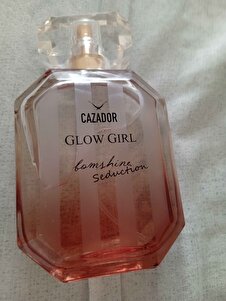 CAZADOR
GLOW GIRL
bomshine
Seduction